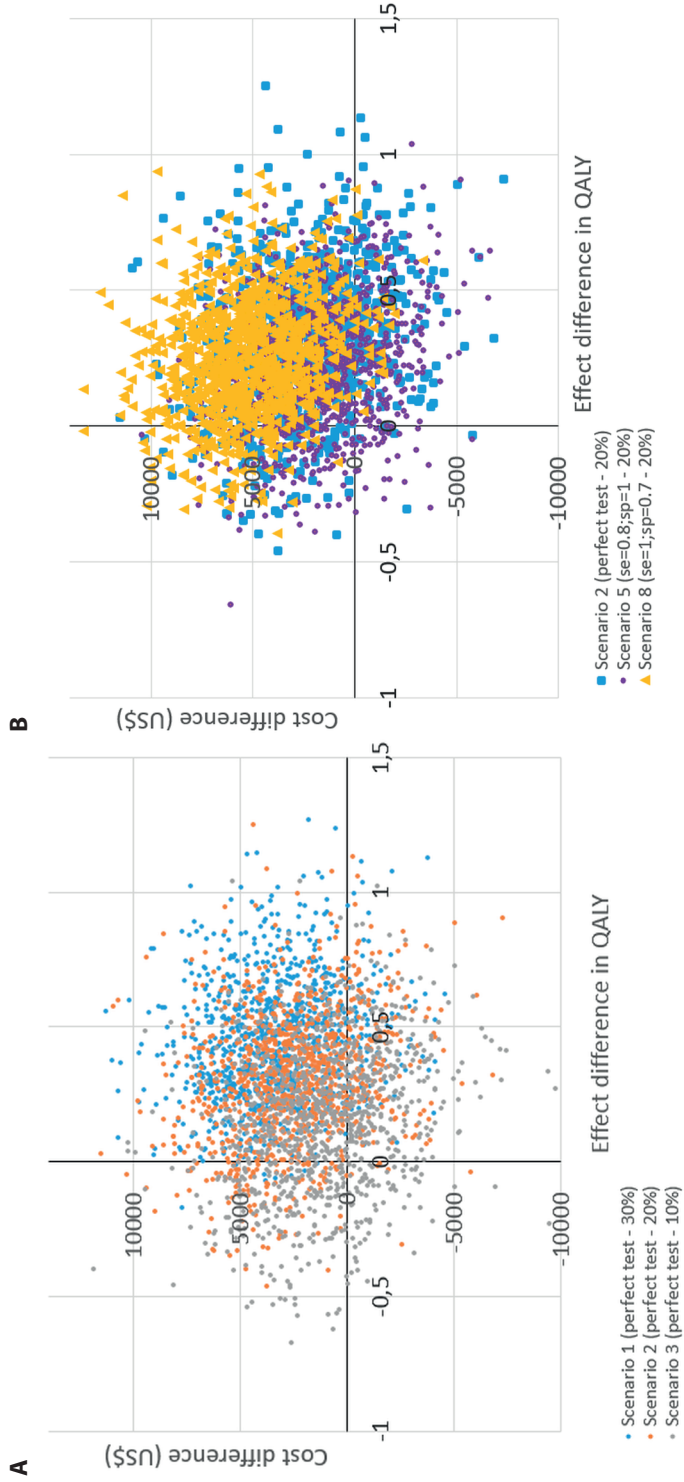 A
Cost difference (US$)
10000
5000
0
-5000
-10000
-1
-0,5
0
0,5
1
1,5
Effect difference in QALY
Scenario 1 (perfect test - 30%)
Scenario 2 (perfect test - 20%)
Scenario 3 (perfect test - 10%)
B
Cost difference (US$)
10000
5000
0
-5000
-10000
-1
-0,5
0
0,5
1
1,5
Effect difference in QALY
Scenario 2 (perfect test - 20%)
Scenario 5 (se=0.8;sp=1 - 20%)
Scenario 8 (se=1;sp=0.7 - 20%)